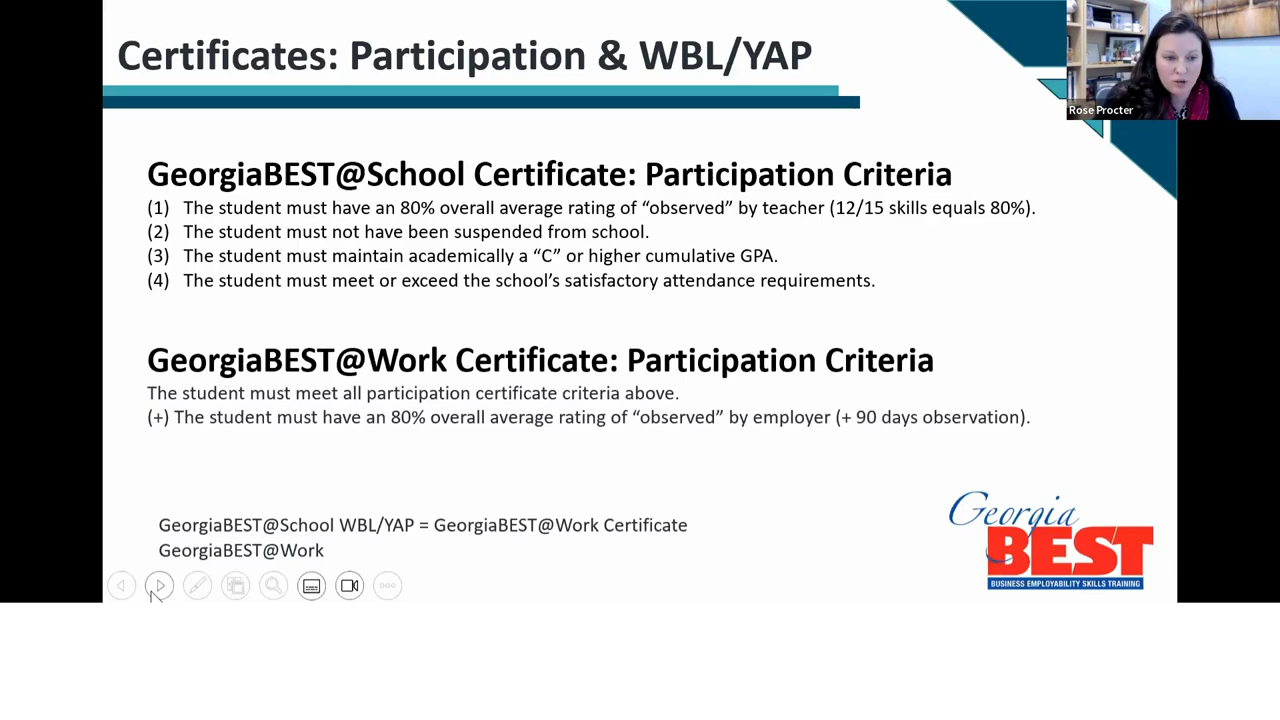 Certificates: Participation & WBL/YAP
Rose Procter
GeorgiaBEST@School Certificate: Participation Criteria
(1) The student must have an 80% overall average rating of “observed” by teacher (12/15 skills equals 80%).
(2) The student must not have been suspended from school.
(3) The student must maintain academically a “C” or higher cumulative GPA.
(4) The student must meet or exceed the school’s satisfactory attendance requirements.
GeorgiaBEST@Work Certificate: Participation Criteria
The student must meet all participation certificate criteria above.
(+) The student must have an 80% overall average rating of “observed” by employer (+ 90 days observation).
GeorgiaBEST@School WBL/YAP = GeorgiaBEST@Work Certificate
GeorgiaBEST@Work
Georgia
BEST
BUSINESS EMPLOYABILITY SKILLS TRAINING